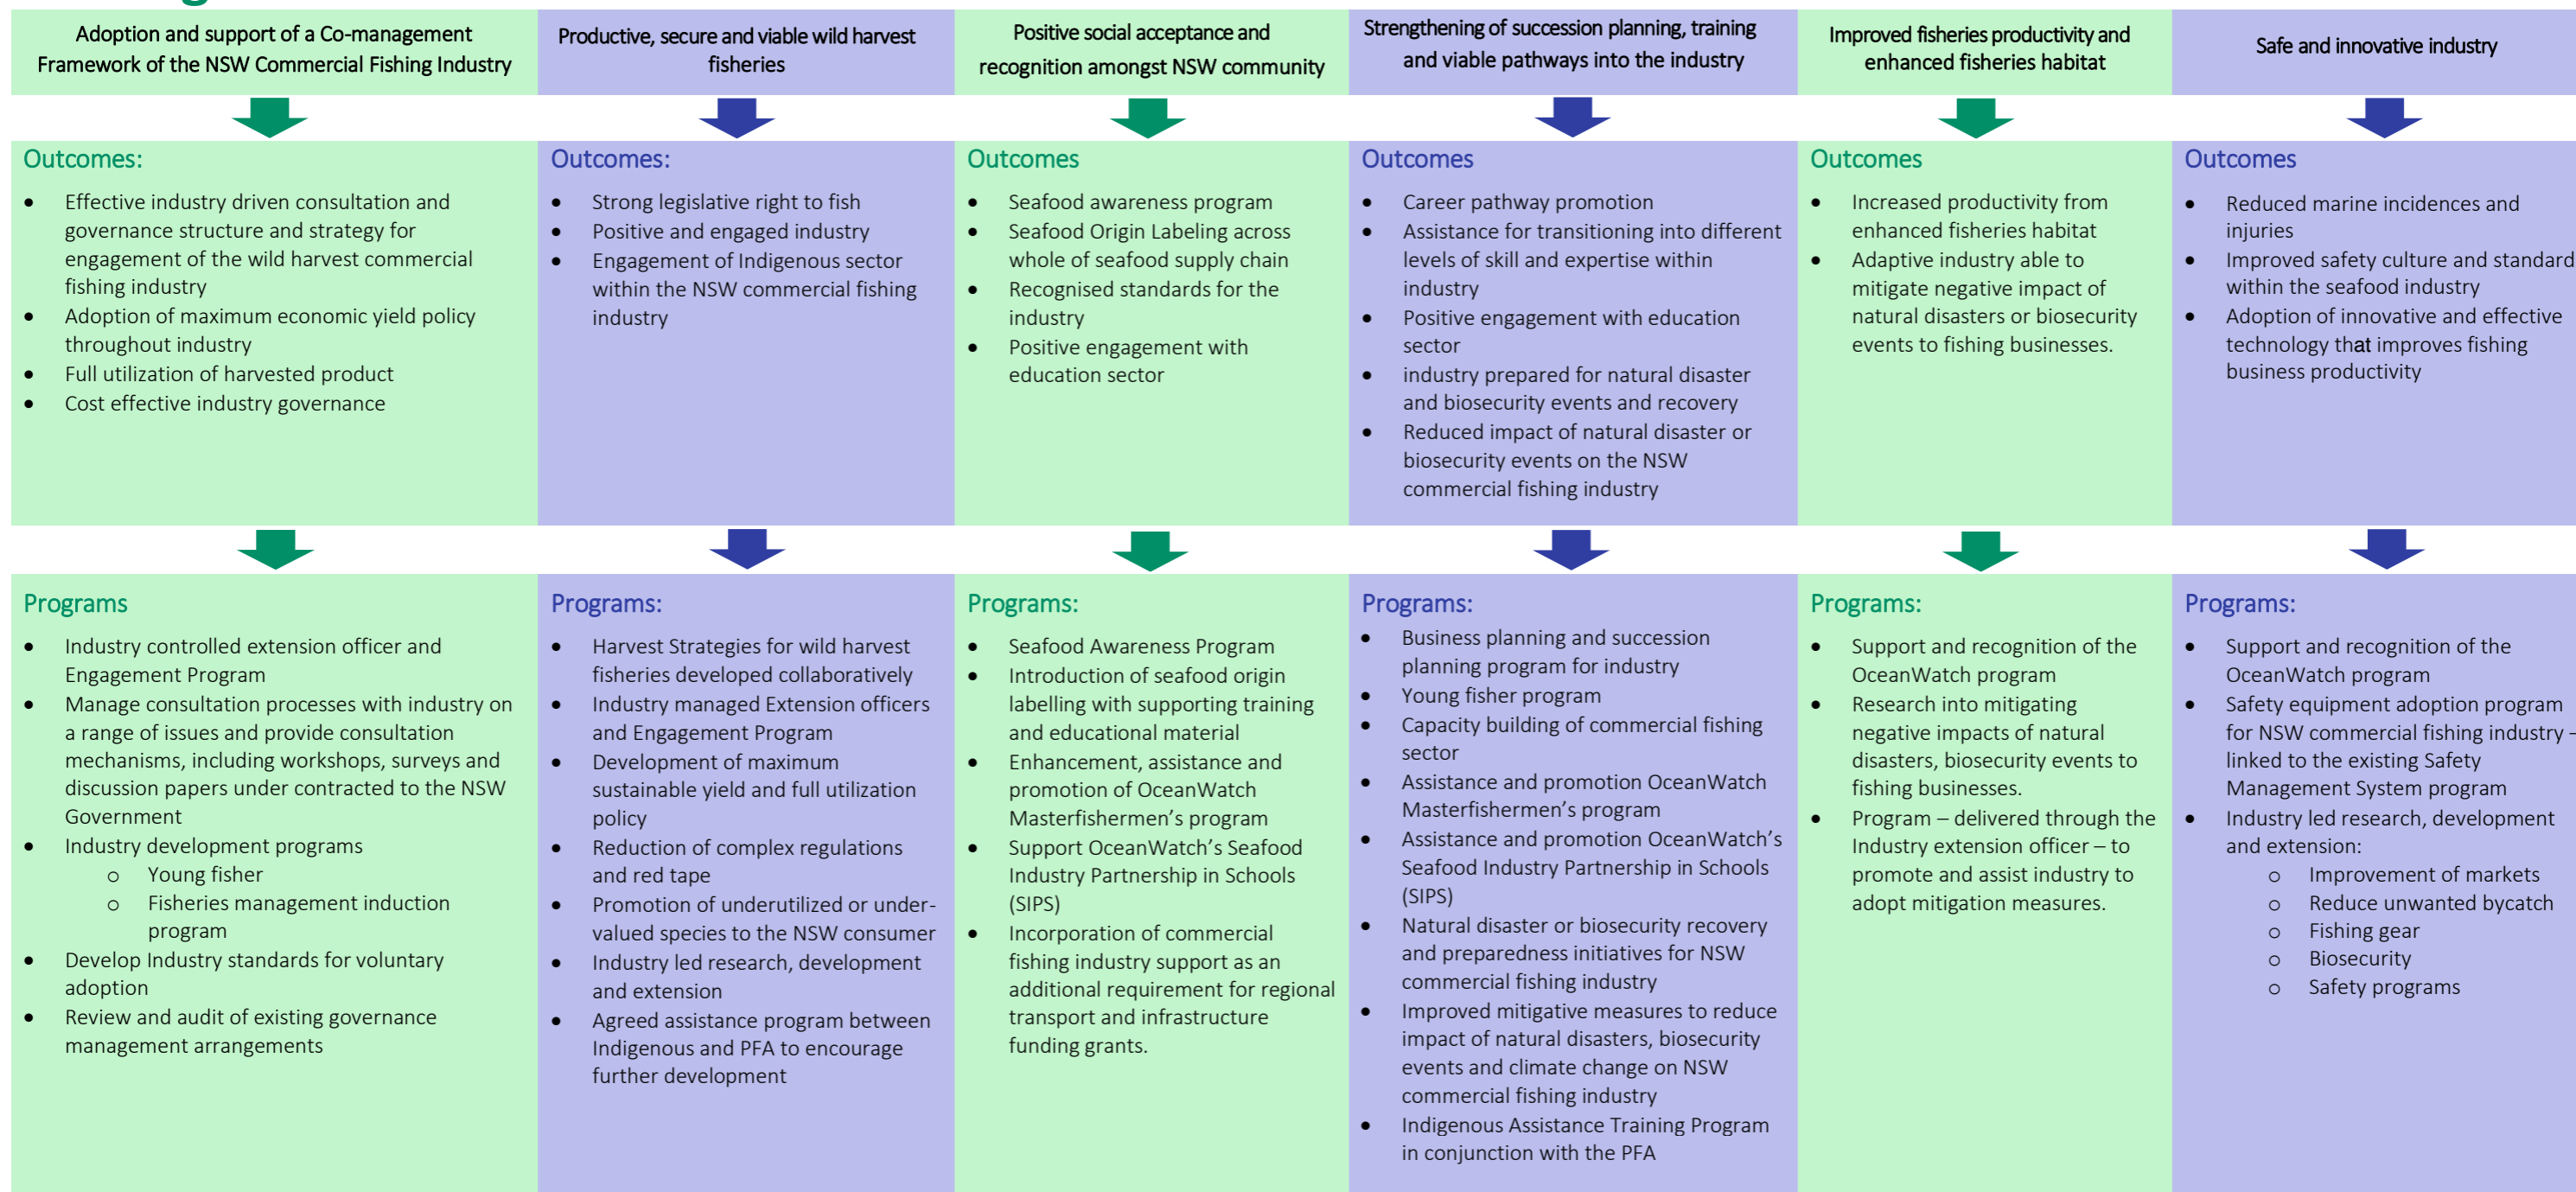 Adoption and support of a Co-management
Framework of the NSW Commercial Fishing Industry
Productive, secure and viable wild harvest
fisheries
Positive social acceptance and
recognition amongst NSW community
Strengthening of succession planning, training
and viable pathways into the industry
Improved fisheries productivity and
enhanced fisheries habitat
Safe and innovative industry
Outcomes:
• Effective industry driven consultation and
governance structure and strategy for
engagement of the wild harvest commercial
fishing industry
• Adoption of maximum economic yield policy
throughout industry
• Full utilization of harvested product
• Cost effective industry governance
Outcomes:
• Strong legislative right to fish
• Positive and engaged industry
• Engagement of Indigenous sector
within the NSW commercial fishing
industry
Outcomes
• Seafood awareness program
• Seafood Origin Labeling across
whole of seafood supply chain
• Recognised standards for the
industry
• Positive engagement with
education sector
Outcomes
• Career pathway promotion
• Assistance for transitioning into different
levels of skill and expertise within
industry
• Positive engagement with education
sector
• industry prepared for natural disaster
and biosecurity events and recovery
• Reduced impact of natural disaster or
biosecurity events on the NSW
commercial fishing industry
Outcomes
• Increased productivity from
enhanced fisheries habitat
• Adaptive industry able to
mitigate negative impact of
natural disasters or biosecurity
events to fishing businesses.
Outcomes
• Reduced marine incidences and
injuries
• Improved safety culture and standard
within the seafood industry
• Adoption of innovative and effective
technology that improves fishing
business productivity
Programs
• Industry controlled extension officer and
Engagement Program
• Manage consultation processes with industry on
a range of issues and provide consultation
mechanisms, including workshops, surveys and
discussion papers under contracted to the NSW
Government
• Industry development programs
o Young fisher
o Fisheries management induction
program
• Develop Industry standards for voluntary
adoption
• Review and audit of existing governance
management arrangements
Programs:
• Harvest Strategies for wild harvest
fisheries developed collaboratively
• Industry managed Extension officers
and Engagement Program
• Development of maximum
sustainable yield and full utilization
policy
• Reduction of complex regulations
and red tape
• Promotion of underutilized or under-
valued species to the NSW consumer
• Industry led research, development
and extension
• Agreed assistance program between
Indigenous and PFA to encourage
further development
Programs:
• Seafood Awareness Program
• Introduction of seafood origin
labelling with supporting training
and educational material
• Enhancement, assistance and
promotion of OceanWatch
Masterfishermen's program
• Support OceanWatch's Seafood
Industry Partnership in Schools
(SIPS)
• Incorporation of commercial
fishing industry support as an
additional requirement for regional
transport and infrastructure
funding grants.
Programs:
• Business planning and succession
planning program for industry
• Young fisher program
• Capacity building of commercial fishing
sector
• Assistance and promotion OceanWatch
Masterfishermen's program
• Assistance and promotion OceanWatch's
Seafood Industry Partnership in Schools
(SIPS)
• Natural disaster or biosecurity recovery
and preparedness initiatives for NSW
commercial fishing industry
• Improved mitigative measures to reduce
impact of natural disasters, biosecurity
events and climate change on NSW
commercial fishing industry
• Indigenous Assistance Training Program
in conjunction with the PFA
Programs:
• Support and recognition of the
OceanWatch program
• Research into mitigating
negative impacts of natural
disasters, biosecurity events to
fishing businesses.
• Program – delivered through the
Industry extension officer – to
promote and assist industry to
adopt mitigation measures.
Programs:
• Support and recognition of the
OceanWatch program
• Safety equipment adoption program
for NSW commercial fishing industry –
linked to the existing Safety
Management System program
• Industry led research, development
and extension:
o Improvement of markets
o Reduce unwanted bycatch
o Fishing gear
o Biosecurity
o Safety programs